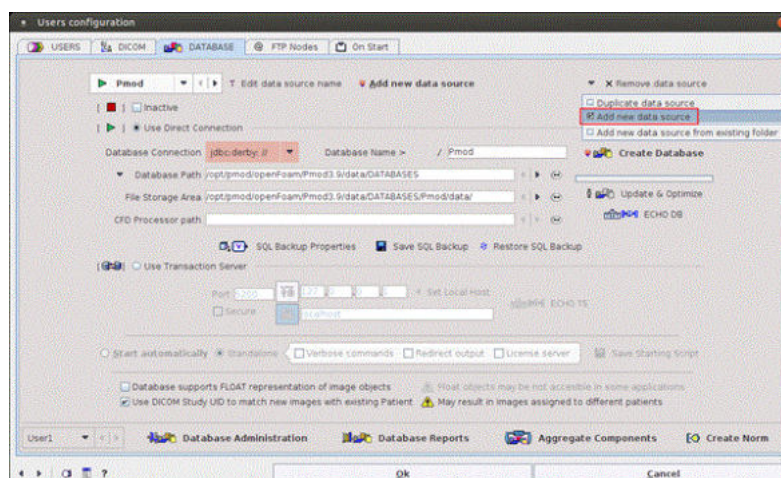 Users configuration
USERS DICOM DATABASE @ FTP Nodes On Start
Pmod Edit data source name Add new data source X Remove data source
Duplicate data source
[ ] Inactive Add new data source
[ ] Use Direct Connection Add new data source from existing folder
Database Connection jdbc:derby: // Database Name > / Pmod Create Database
Database Path /opt/pmod/openFoam/Pmod3.9/data/DATABASES
File Storage Area /opt/pmod/openFoam/Pmod3.9/data/DATABASES/Pmod/data/ Update & Optimize
CFD Processor path ECHO DB
SQL Backup Properties Save SQL Backup Restore SQL Backup
[ ] Use Transaction Server
Port 5200 127 0 0 Set Local Host
Secure localhost ECHO TS
Start automatically Standalone Verbose commands Redirect output License server Save Starting Script
Database supports FLOAT representation of image objects Float objects may be not accesible in some applications
Use DICOM Study UID to match new images with existing Patient May result in images assigned to different patients
User1 Database Administration Database Reports Aggregate Components Create Norm
? Ok Cancel